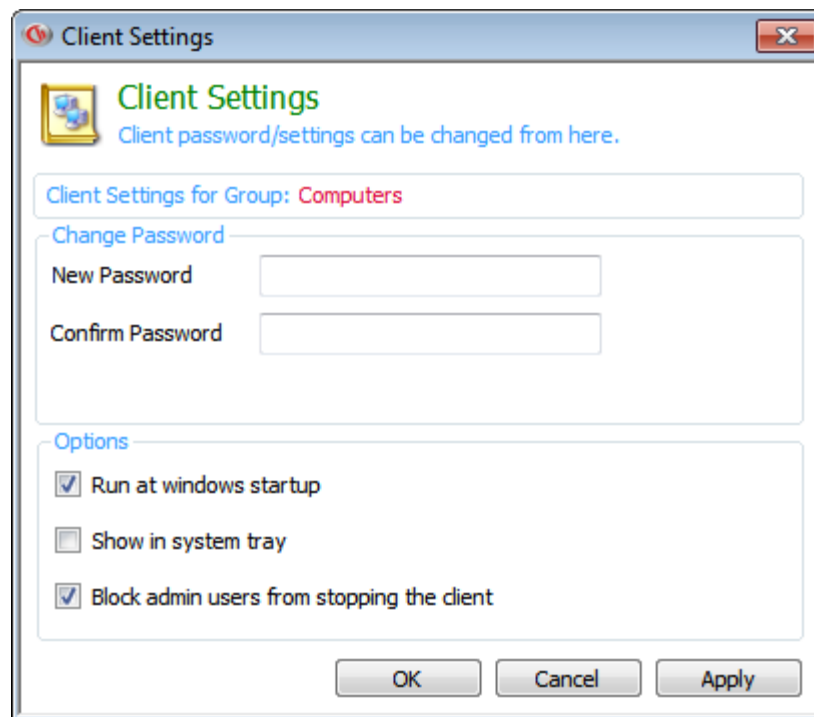 Client Settings
Client Settings
Client password/settings can be changed from here.
Client Settings for Group: Computers
Change Password
New Password
Confirm Password
Options
Run at windows startup
Show in system tray
Block admin users from stopping the client
OK Cancel Apply